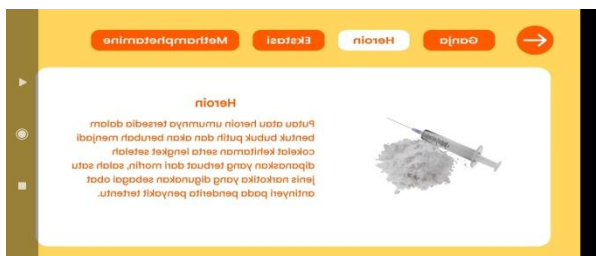 Ganja
Heroin
Ekstasi
Methamphetamine
Heroin
Putau atau heroin umumnya tersedia dalam
bentuk bubuk putih dan akan berubah menjadi
cokelat kehitaman serta lengket setelah
dipanaskan yang terbuat dari morfin, salah satu
jenis narkotika yang digunakan sebagai obat
antinyeri pada penderita penyakit tertentu.